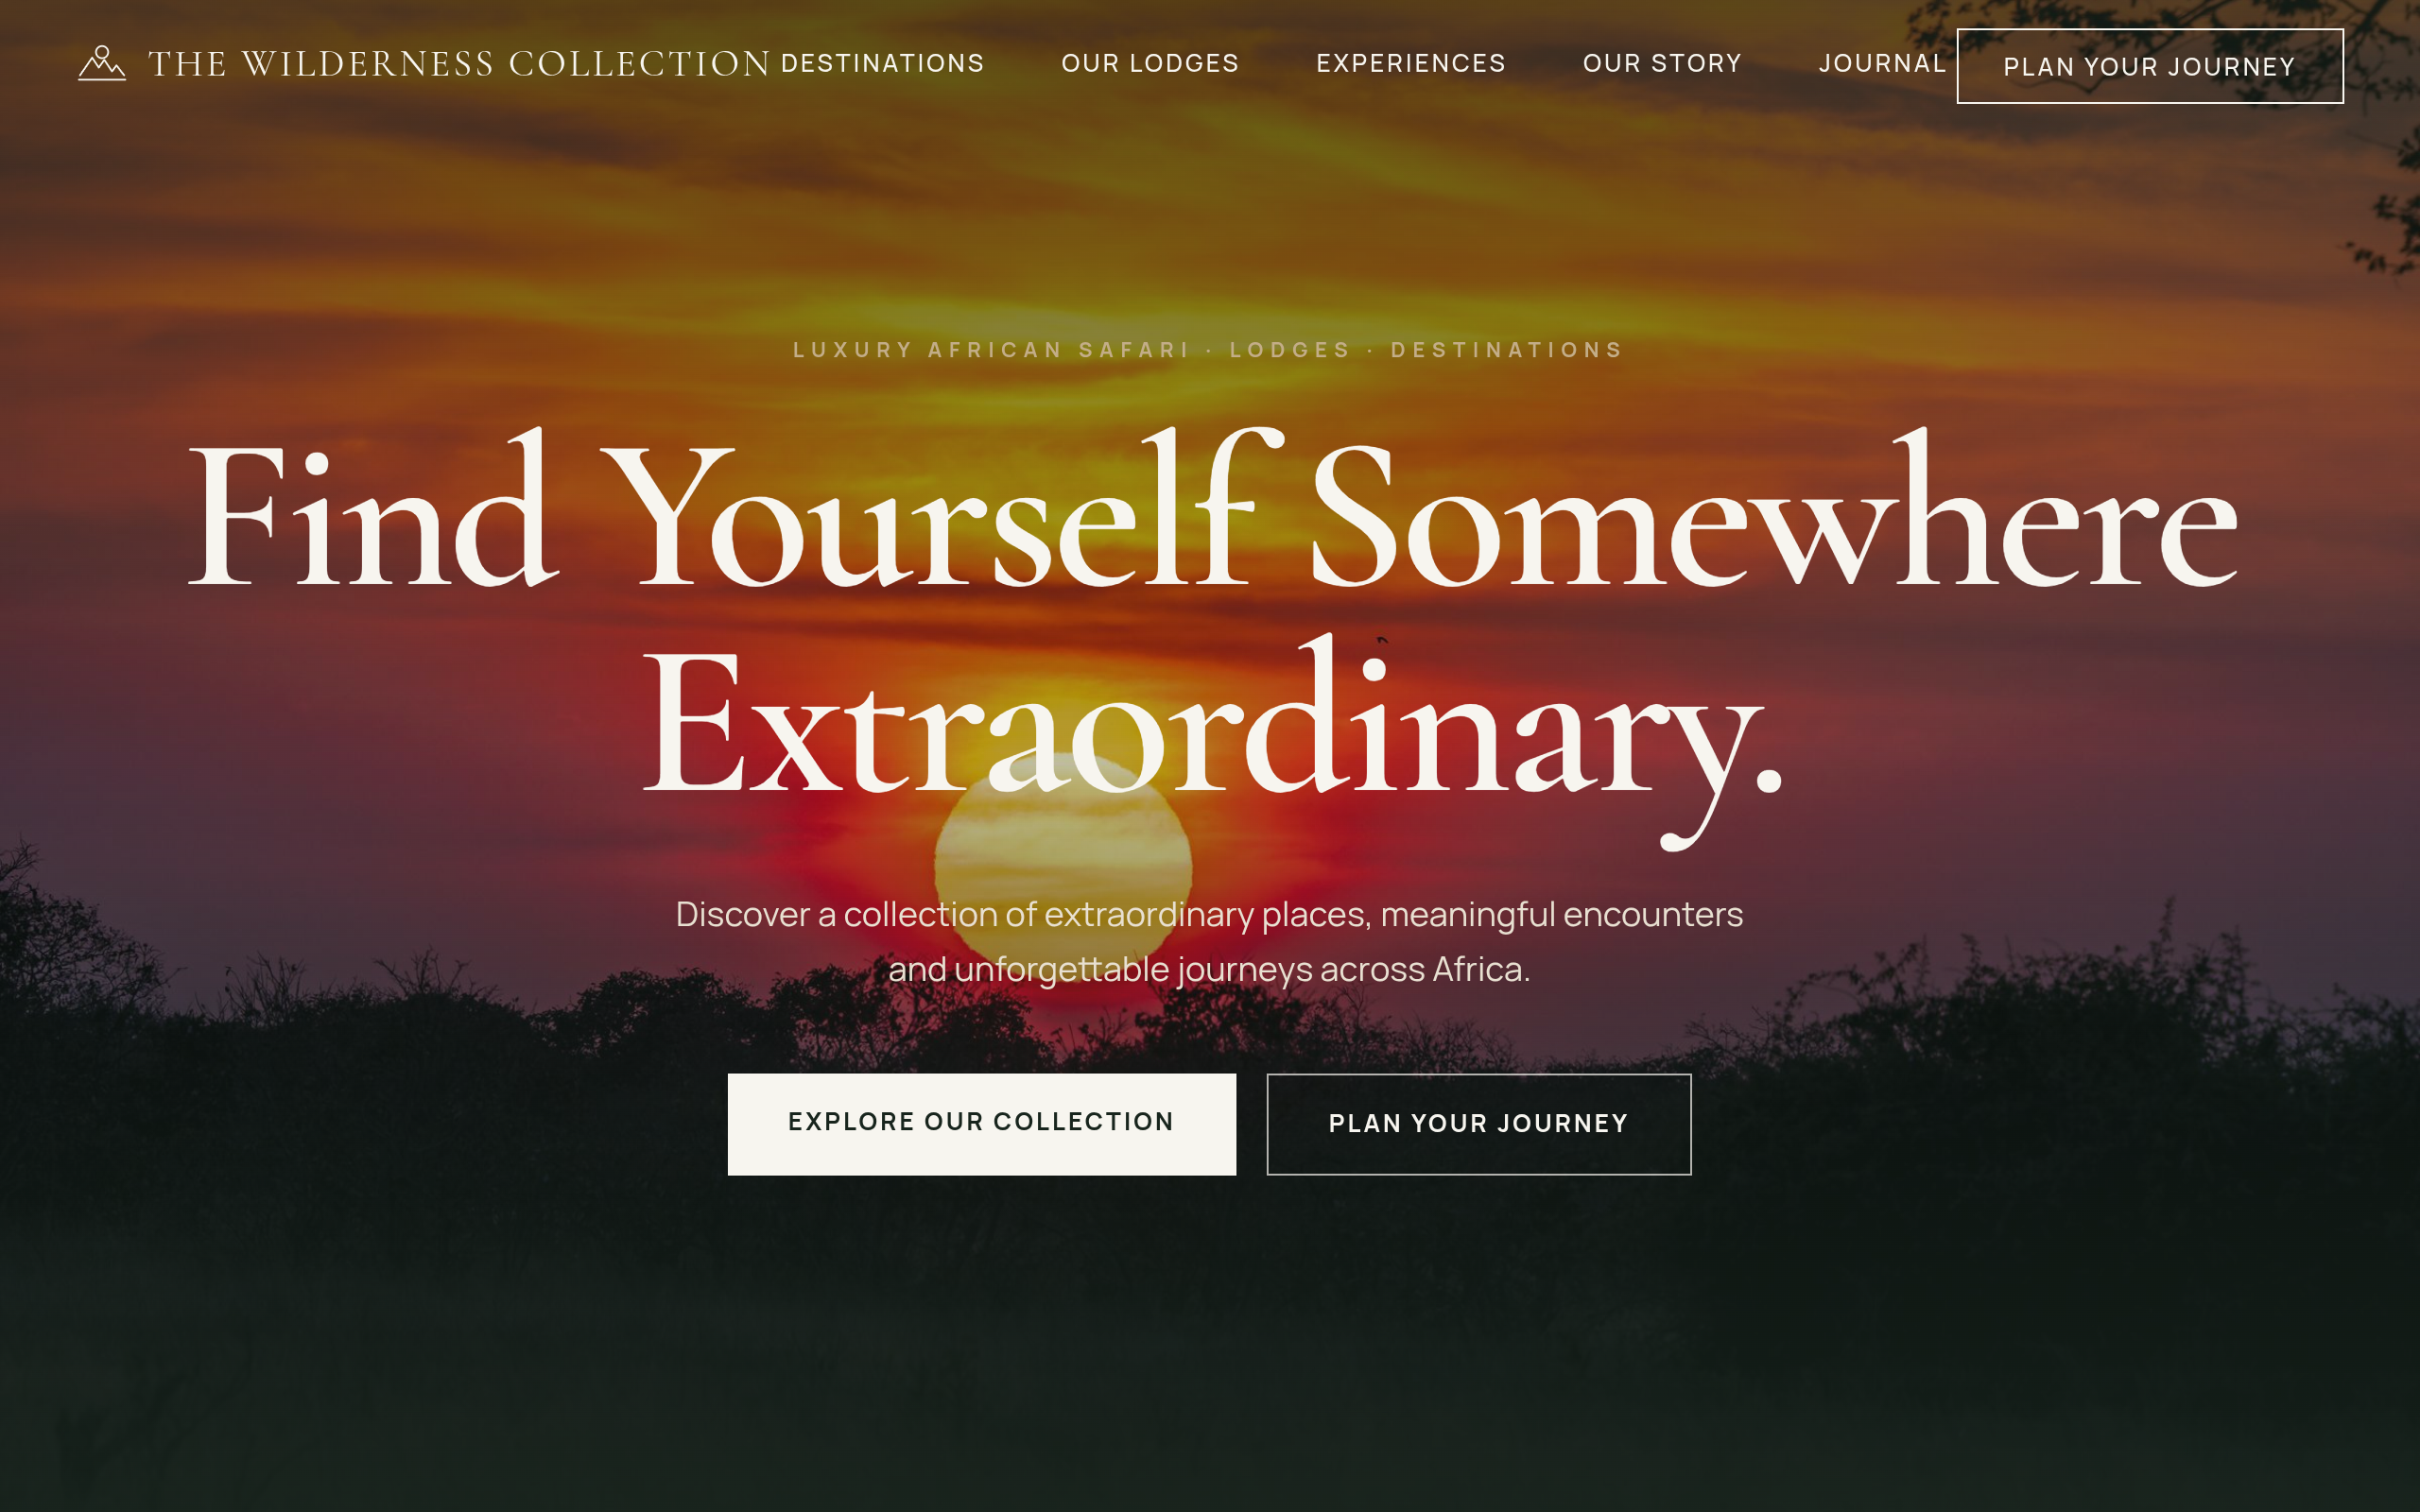 THE WILDERNESS COLLECTION DESTINATIONS OUR LODGES EXPERIENCES OUR STORY JOURNAL PLAN YOUR JOURNEY
LUXURY AFRICAN SAFARI · LODGES · DESTINATIONS
Find Yourself Somewhere
Extraordinary.
Discover a collection of extraordinary places, meaningful encounters
and unforgettable journeys across Africa.
EXPLORE OUR COLLECTION PLAN YOUR JOURNEY